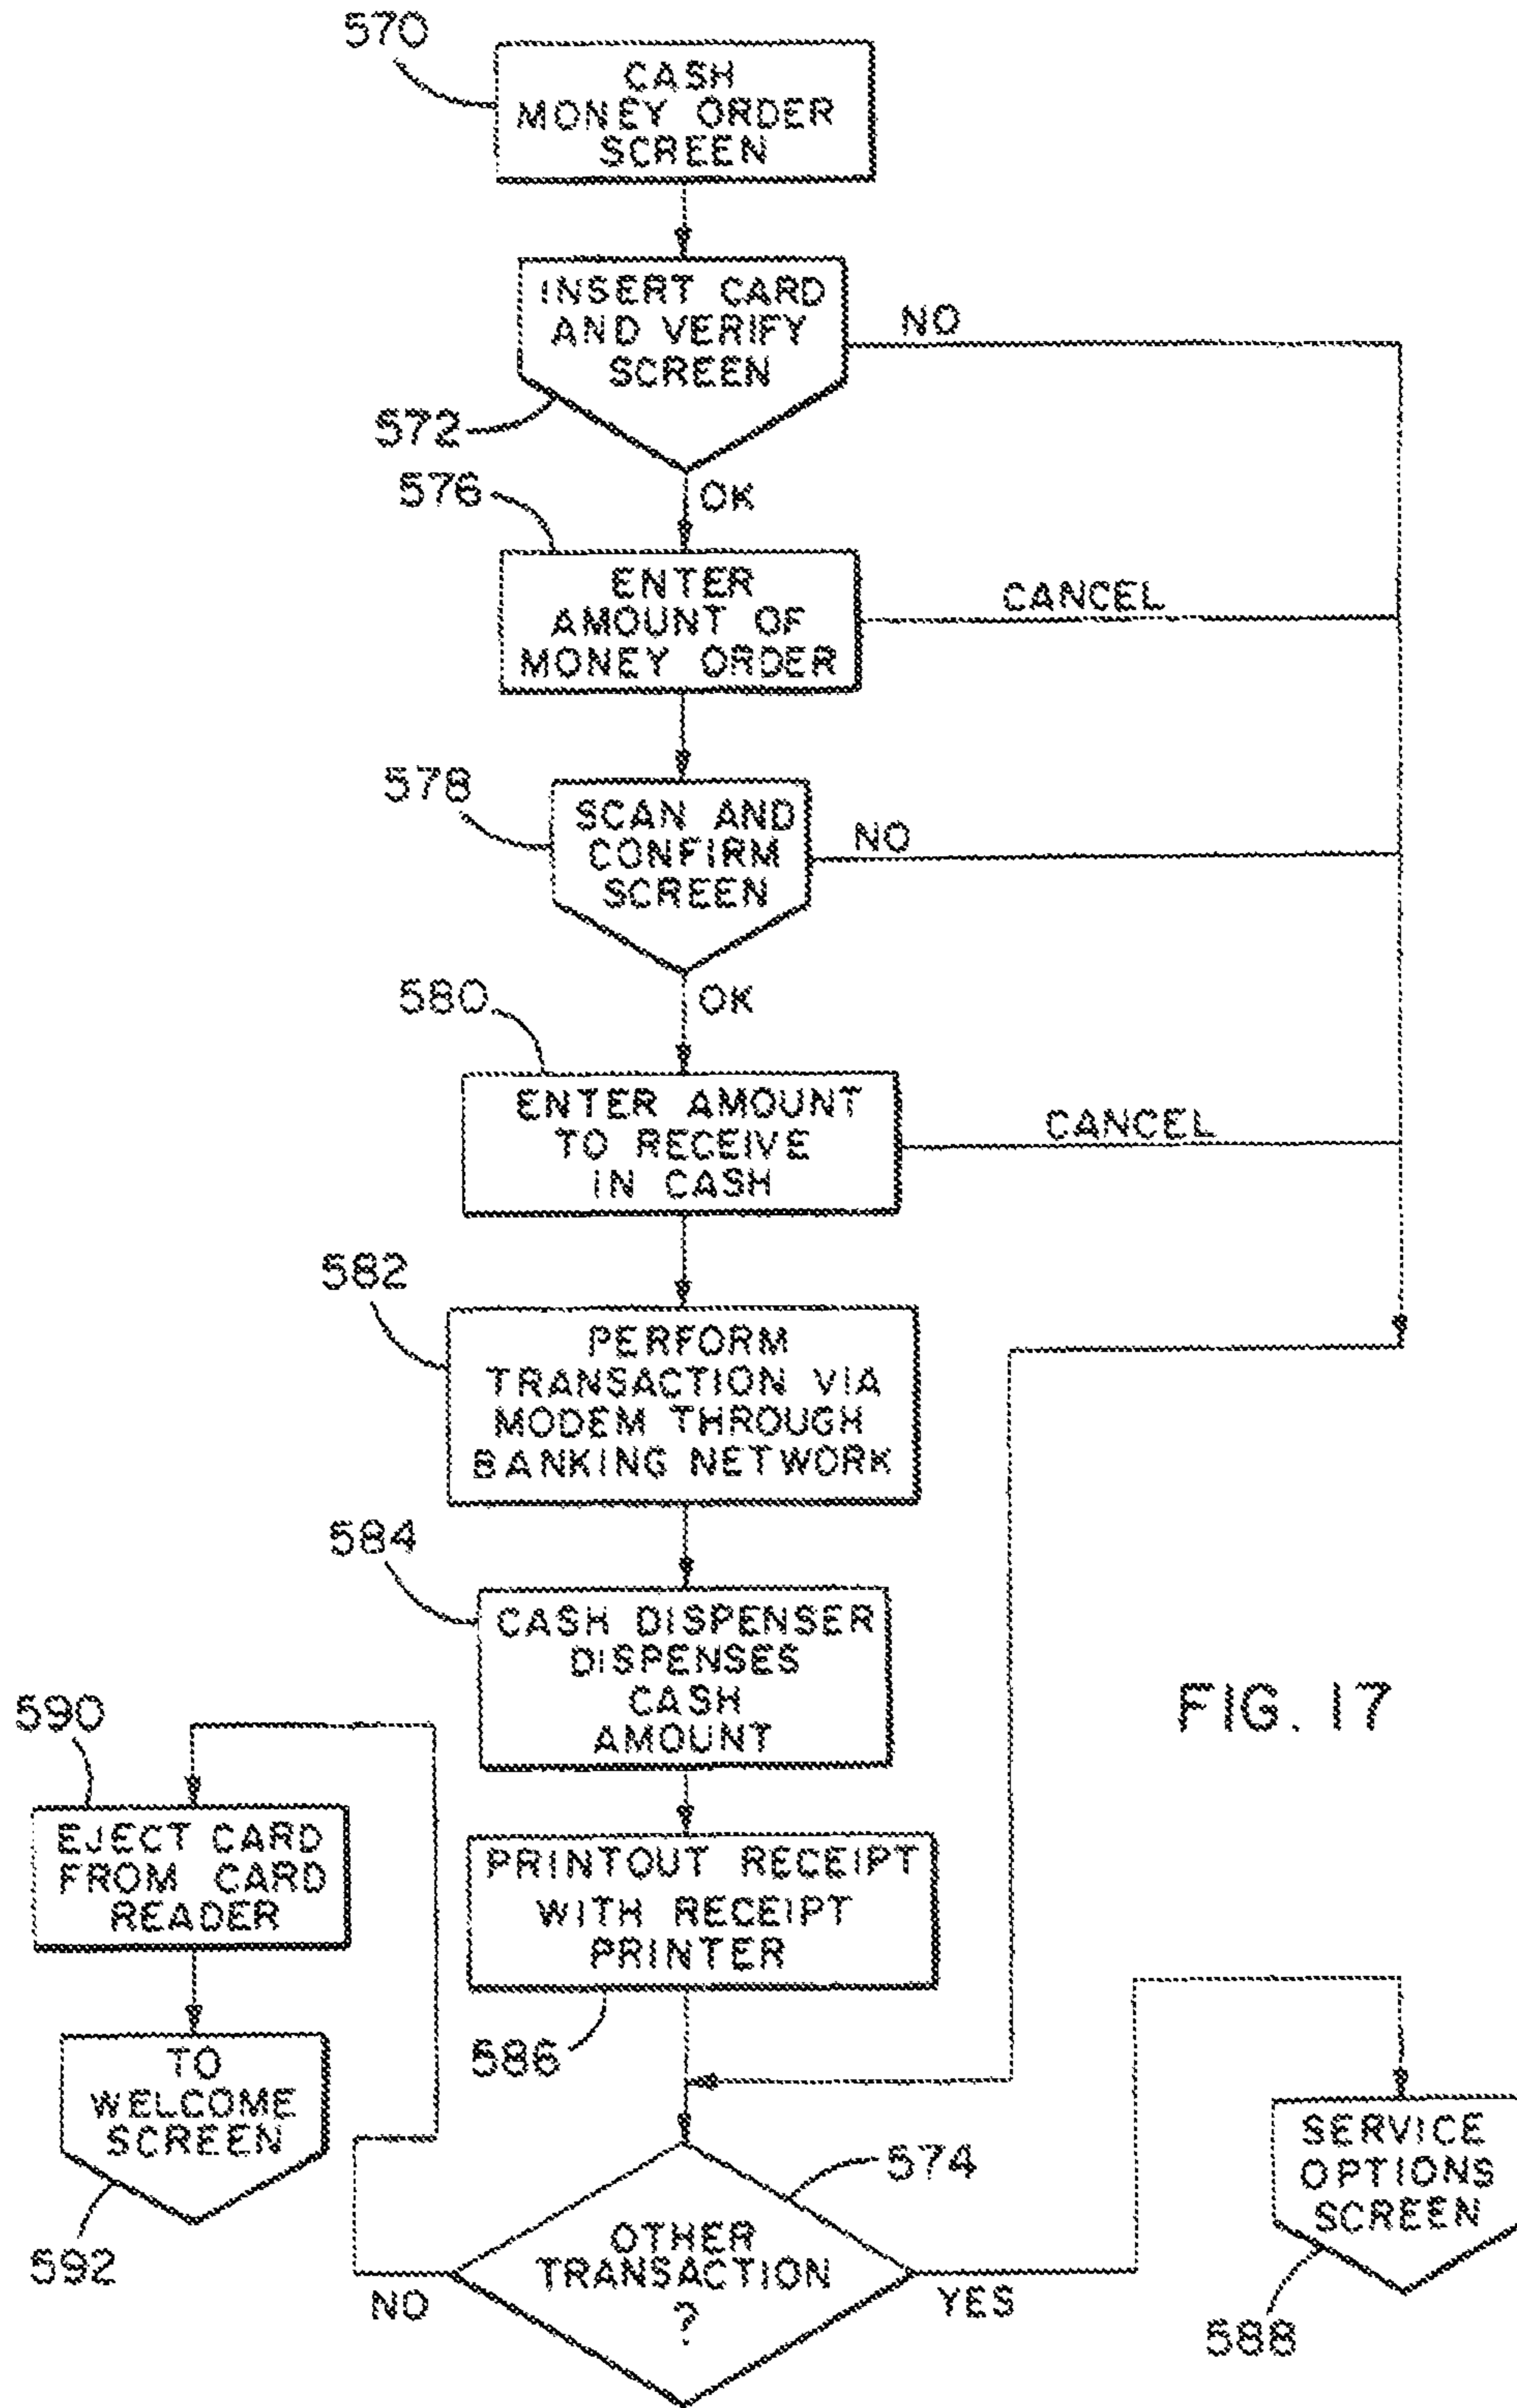 570
CASH
MONEY ORDER
SCREEN
INSERT CARD
AND VERIFY
SCREEN
NO
572
576
OK
ENTER
AMOUNT OF
MONEY ORDER
CANCEL
578
SCAN AND
CONFIRM
SCREEN
NO
580
OK
ENTER AMOUNT
TO RECEIVE
IN CASH
CANCEL
582
PERFORM
TRANSACTION VIA
MODEM THROUGH
BANKING NETWORK
584
CASH DISPENSER
DISPENSES
CASH
AMOUNT
FIG. 17
590
EJECT CARD
FROM CARD
READER
PRINTOUT RECEIPT
WITH RECEIPT
PRINTER
586
TO
WELCOME
SCREEN
592
574
OTHER
TRANSACTION
?
NO
YES
SERVICE
OPTIONS
SCREEN
588